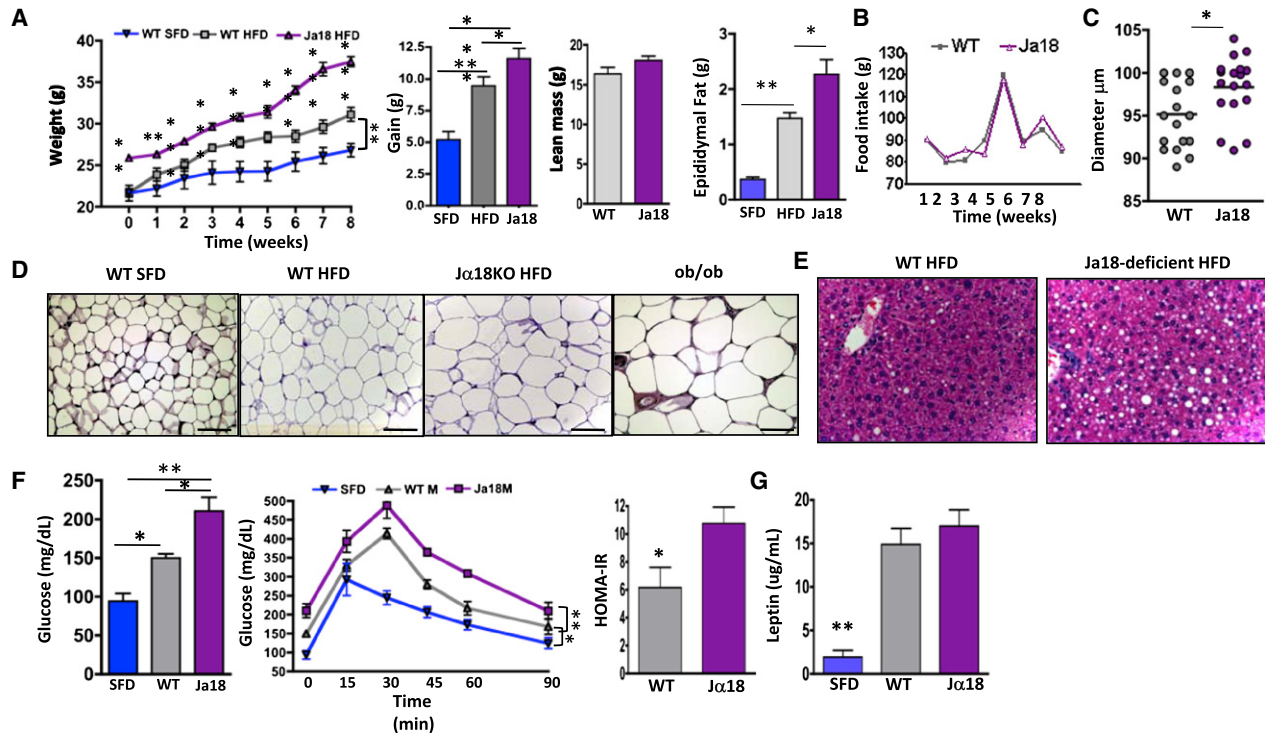 A
WT SFD WT HFD Ja18 HFD
Weight (g)
40
35
30
25
20
0 1 2 3 4 5 6 7 8
Time (weeks)
* * ** * * * * * * * * * * * * * * *
**
Gain (g)
12.5
10.0
7.5
5.0
2.5
0.0
SFD HFD Ja18
*
* *
**
*
Lean mass (g)
20
15
10
5
0
WT Ja18
Epididymal Fat (g)
3
2
1
0
SFD HFD Ja18
*
**
B
WT Ja18
Food intake (g)
130
120
110
100
90
80
70
1 2 3 4 5 6 7 8
Time (weeks)
C
*
Diameter µm
105
100
95
90
85
WT Ja18
D
WT SFD WT HFD Jα18KO HFD ob/ob
E
WT HFD Ja18-deficient HFD
F
Glucose (mg/dL)
250
200
150
100
50
0
SFD WT Ja18
**
*
*
SFD WT M Ja18M
Glucose (mg/dL)
500
450
400
350
300
250
200
150
100
50
0 15 30 45 60 90
Time
(min)
**
*
HOMA-IR
12
10
8
6
4
2
0
*
WT Jα18
G
Leptin (ug/mL)
20
15
10
5
0
**
SFD WT Jα18